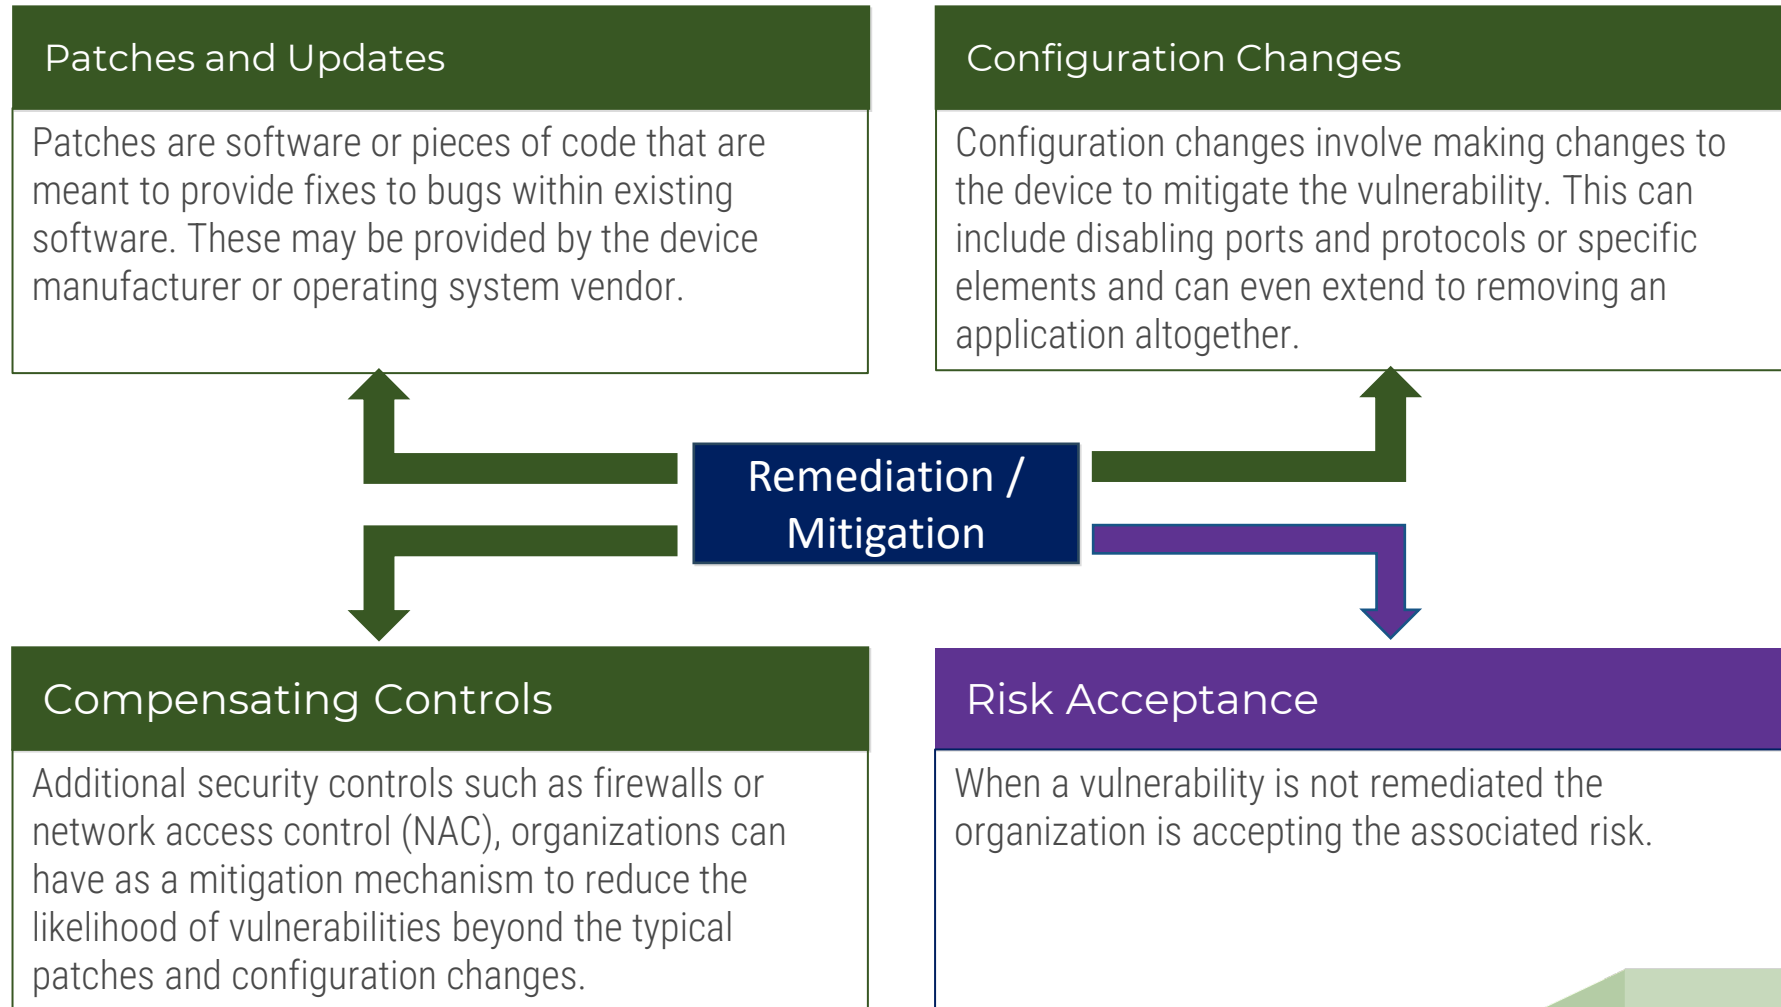 Patches and Updates
Patches are software or pieces of code that are
meant to provide fixes to bugs within existing
software. These may be provided by the device
manufacturer or operating system vendor.
Configuration Changes
Configuration changes involve making changes to
the device to mitigate the vulnerability. This can
include disabling ports and protocols or specific
elements and can even extend to removing an
application altogether.
Remediation /
Mitigation
Compensating Controls
Additional security controls such as firewalls or
network access control (NAC), organizations can
have as a mitigation mechanism to reduce the
likelihood of vulnerabilities beyond the typical
patches and configuration changes.
Risk Acceptance
When a vulnerability is not remediated the
organization is accepting the associated risk.